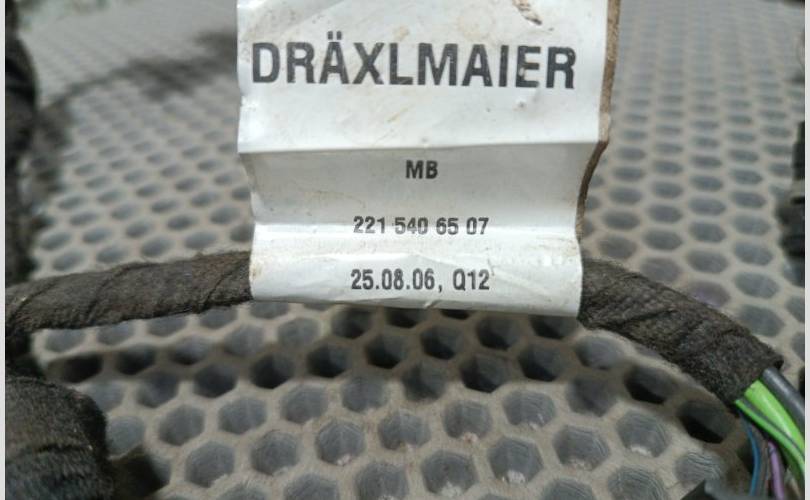 DRÄXLMAIER
MB
221 540 65 07
25.08.06, Q12